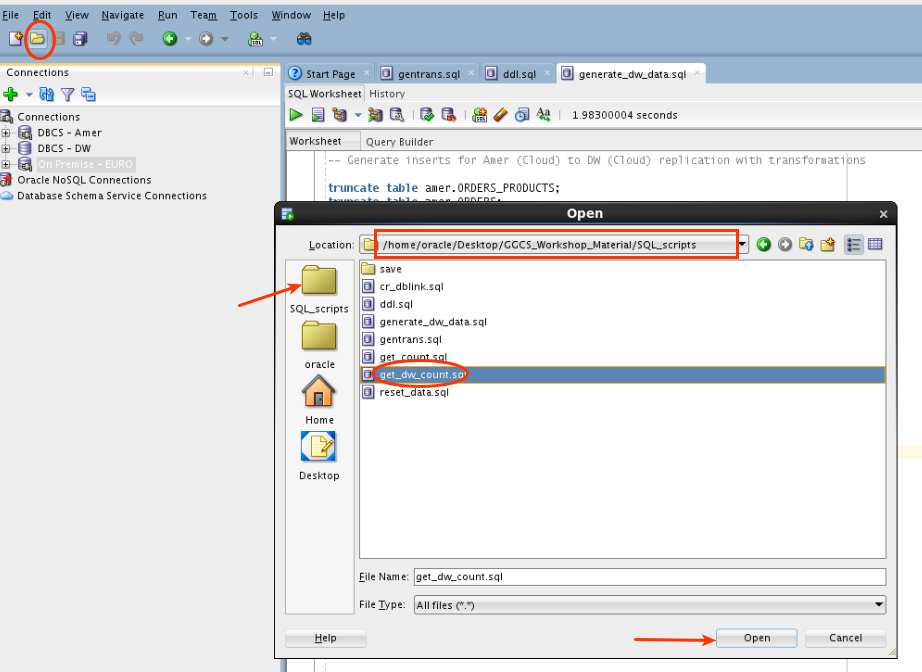 File Edit View Navigate Run Team Tools Window Help
SQL
Connections
Start Page gentrans.sql ddl.sql generate_dw_data.sql
SQL Worksheet History
1.98300004 seconds
Worksheet Query Builder
Connections
DBCS - Amer
DBCS - DW
On Premise - EURO
Oracle NoSQL Connections
Database Schema Service Connections
-- Generate inserts for Amer (Cloud) to DW (Cloud) replication with transformations
truncate table amer.ORDERS_PRODUCTS;
truncate table amer.ORDERS;
Open
Location: /home/oracle/Desktop/GGCS_Workshop_Material/SQL_scripts
SQL_scripts
oracle
Home
Desktop
save
cr_dblink.sql
ddl.sql
generate_dw_data.sql
gentrans.sql
get_count.sql
get_dw_count.sql
reset_data.sql
File Name: get_dw_count.sql
File Type: All files (*.*)
Help Open Cancel